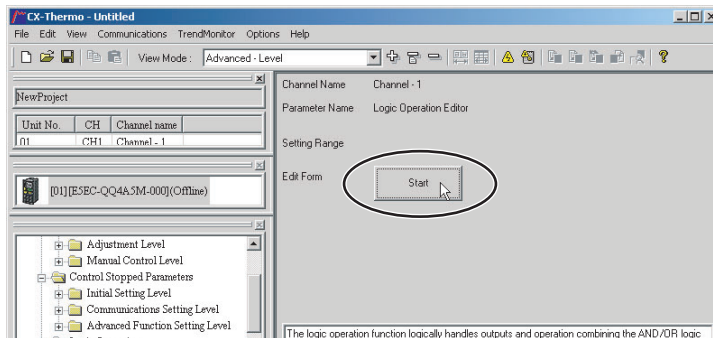 CX-Thermo - Untitled
File Edit View Communications TrendMonitor Options Help
View Mode : Advanced - Level
NewProject
Unit No. CH Channel name
01 CH1 Channel - 1
[01][E5EC-QQ4A5M-000](Offline)
Adjustment Level
Manual Control Level
Control Stopped Parameters
Initial Setting Level
Communications Setting Level
Advanced Function Setting Level
Channel Name Channel - 1
Parameter Name Logic Operation Editor
Setting Range
Edit Form Start
The logic operation function logically handles outputs and operation combining the AND/OR logic